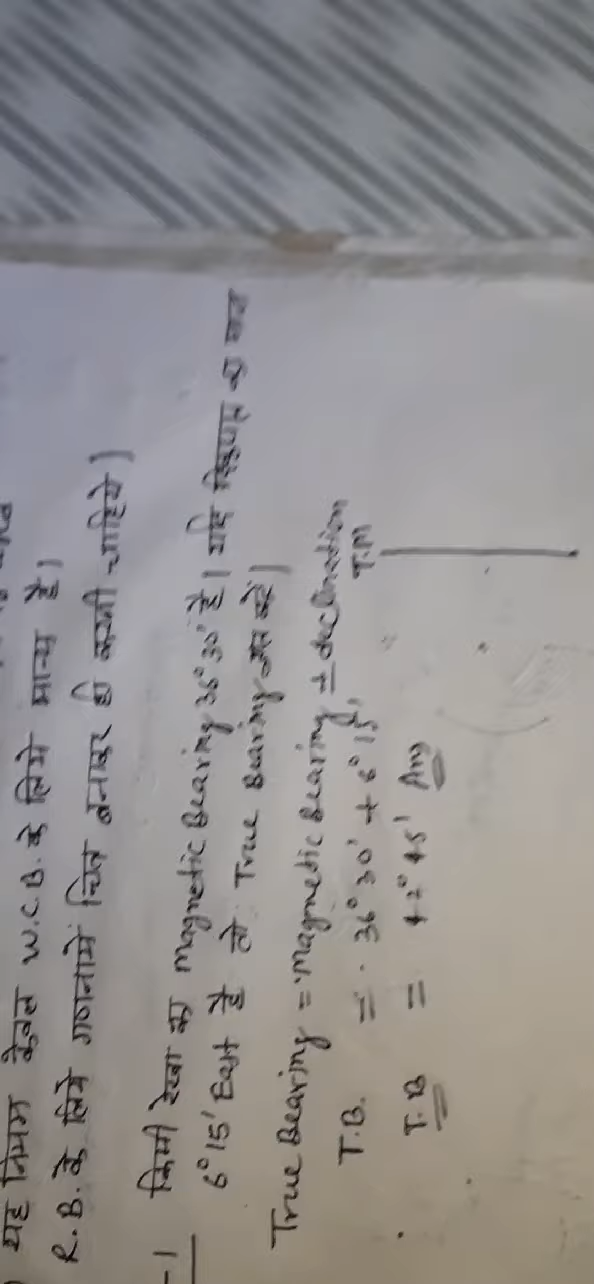 यह नियम केवल W.C.B. के लिये मान्य है।
R.B. के लिये गणनामें चित्र बनाकर ही करनी चाहिये।
-1 किसी रेखा का Magnetic Bearing 36°30' है। यदि दिक्पात का मान
6°15' East है तो True Bearing ज्ञात करें।
True Bearing = Magnetic Bearing ± declination
T.B. = 36°30' + 6°15'
T.M
T.B = 42°45' Ans